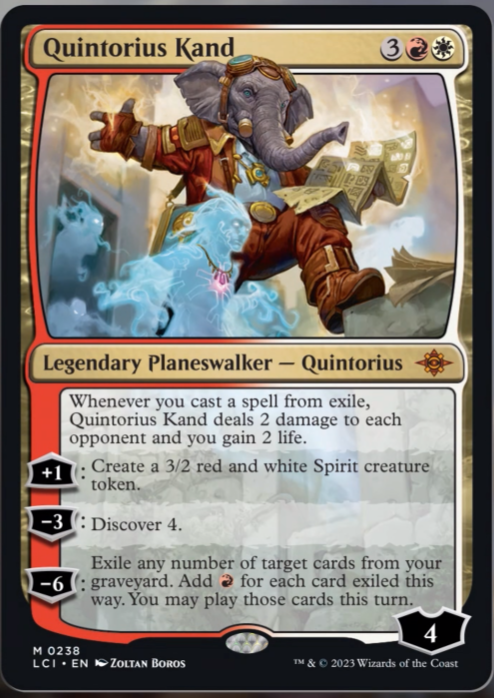 Quintorius Kand 3
Legendary Planeswalker — Quintorius
Whenever you cast a spell from exile,
Quintorius Kand deals 2 damage to each
opponent and you gain 2 life.
+1: Create a 3/2 red and white Spirit creature
token.
−3: Discover 4.
Exile any number of target cards from your
−6: graveyard. Add for each card exiled this
way. You may play those cards this turn.
4
M 0238
LCI • EN Zoltan Boros
™ & © 2023 Wizards of the Coast